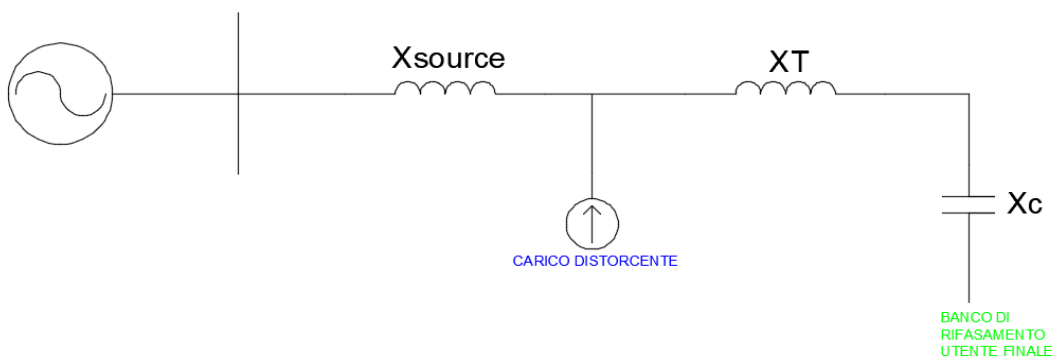 Xsource
XT
Xc
CARICO DISTORCENTE
BANCO DI
RIFASAMENTO
UTENTE FINALE